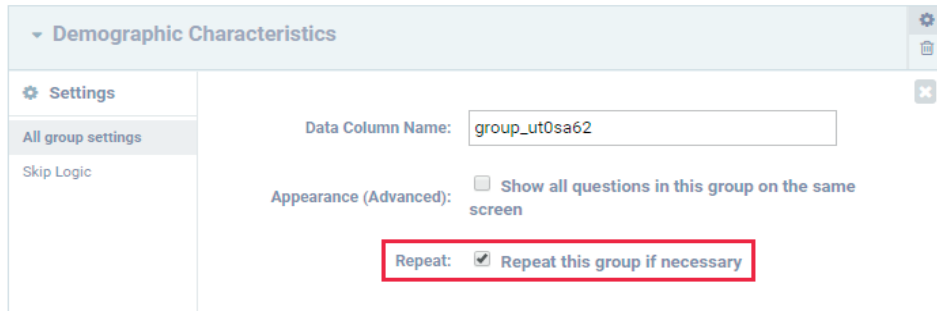 Demographic Characteristics
Settings
All group settings
Skip Logic
Data Column Name: group_ut0sa62
Appearance (Advanced): Show all questions in this group on the same
screen
Repeat: Repeat this group if necessary